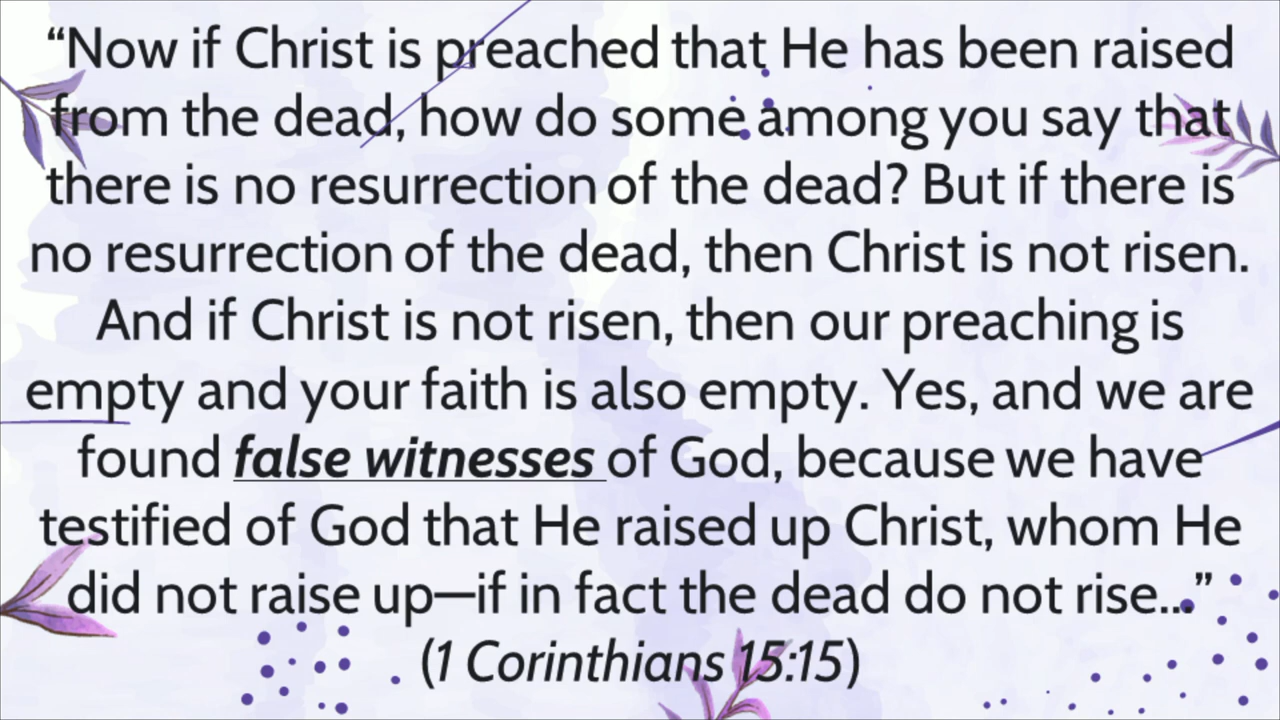 “Now if Christ is preached that He has been raised
from the dead, how do some among you say that
there is no resurrection of the dead? But if there is
no resurrection of the dead, then Christ is not risen.
And if Christ is not risen, then our preaching is
empty and your faith is also empty. Yes, and we are
found false witnesses of God, because we have
testified of God that He raised up Christ, whom He
did not raise up—if in fact the dead do not rise...”
(1 Corinthians 15:15)